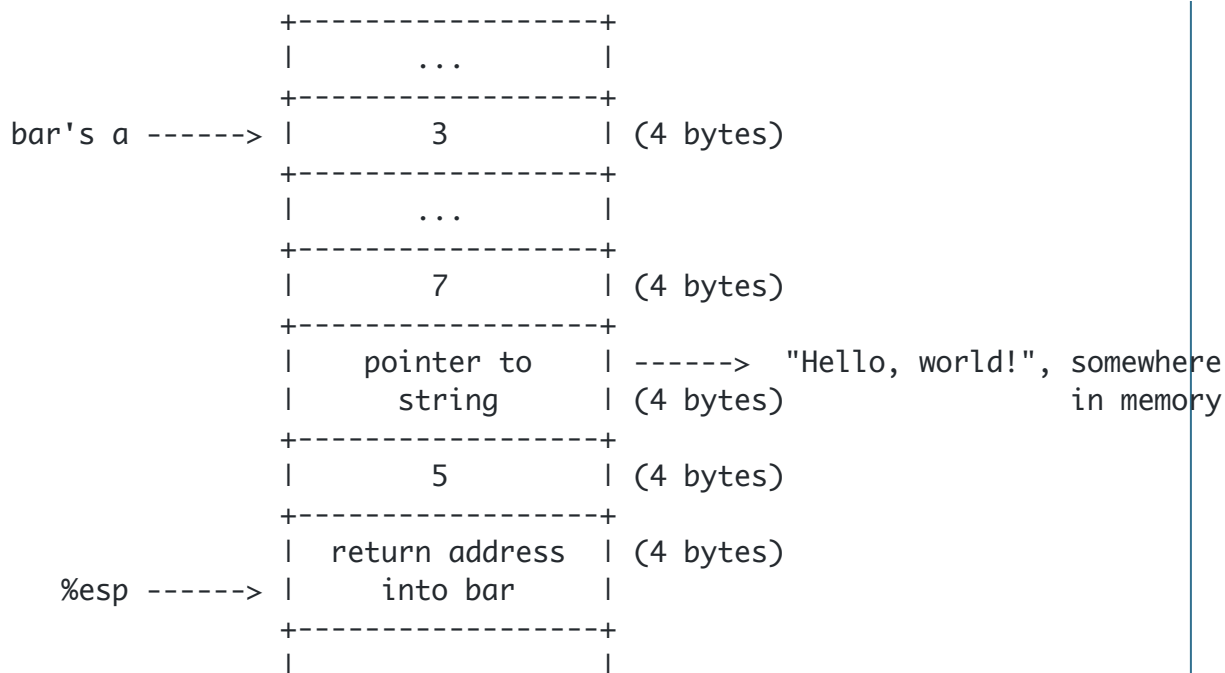 +------------------+
|       ...        |
+------------------+
bar's a ------> |        3         | (4 bytes)
+------------------+
|       ...        |
+------------------+
|        7         | (4 bytes)
+------------------+
|    pointer to    | ------>  "Hello, world!", somewhere
|      string      | (4 bytes)                 in memory
+------------------+
|        5         | (4 bytes)
+------------------+
|  return address  | (4 bytes)
%esp ------> |     into bar     |
+------------------+
|                  |